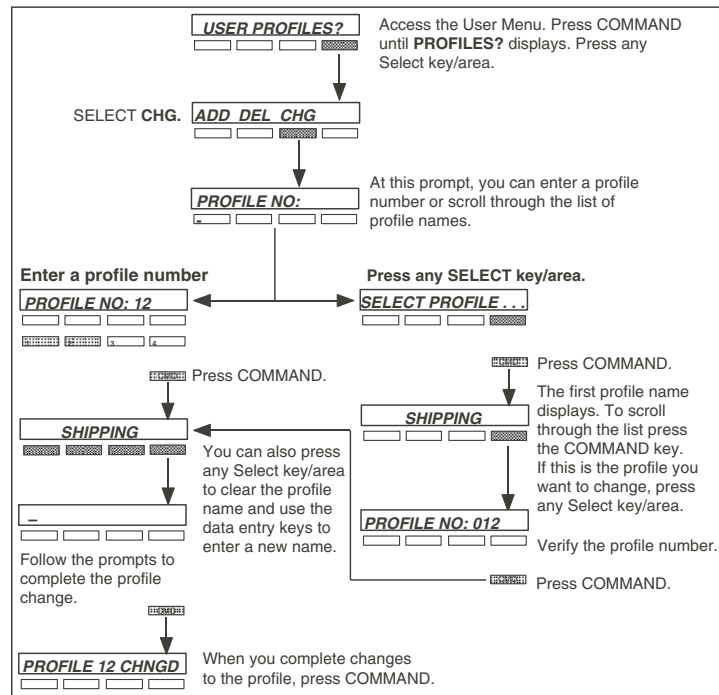 USER PROFILES?
Access the User Menu. Press COMMAND
until PROFILES? displays. Press any
Select key/area.
SELECT CHG.
ADD DEL CHG
PROFILE NO:
-
At this prompt, you can enter a profile
number or scroll through the list of
profile names.
Enter a profile number
PROFILE NO: 12
3 4
Press any SELECT key/area.
SELECT PROFILE . . .
CMD Press COMMAND.
CMD Press COMMAND.
The first profile name
displays. To scroll
through the list press
the COMMAND key.
If this is the profile you
want to change, press
any Select key/area.
SHIPPING
SHIPPING
You can also press
any Select key/area
to clear the profile
name and use the
data entry keys to
enter a new name.
PROFILE NO: 012
Verify the profile number.
CMD Press COMMAND.
_
Follow the prompts to
complete the profile
change.
CMD
PROFILE 12 CHNGD
When you complete changes
to the profile, press COMMAND.